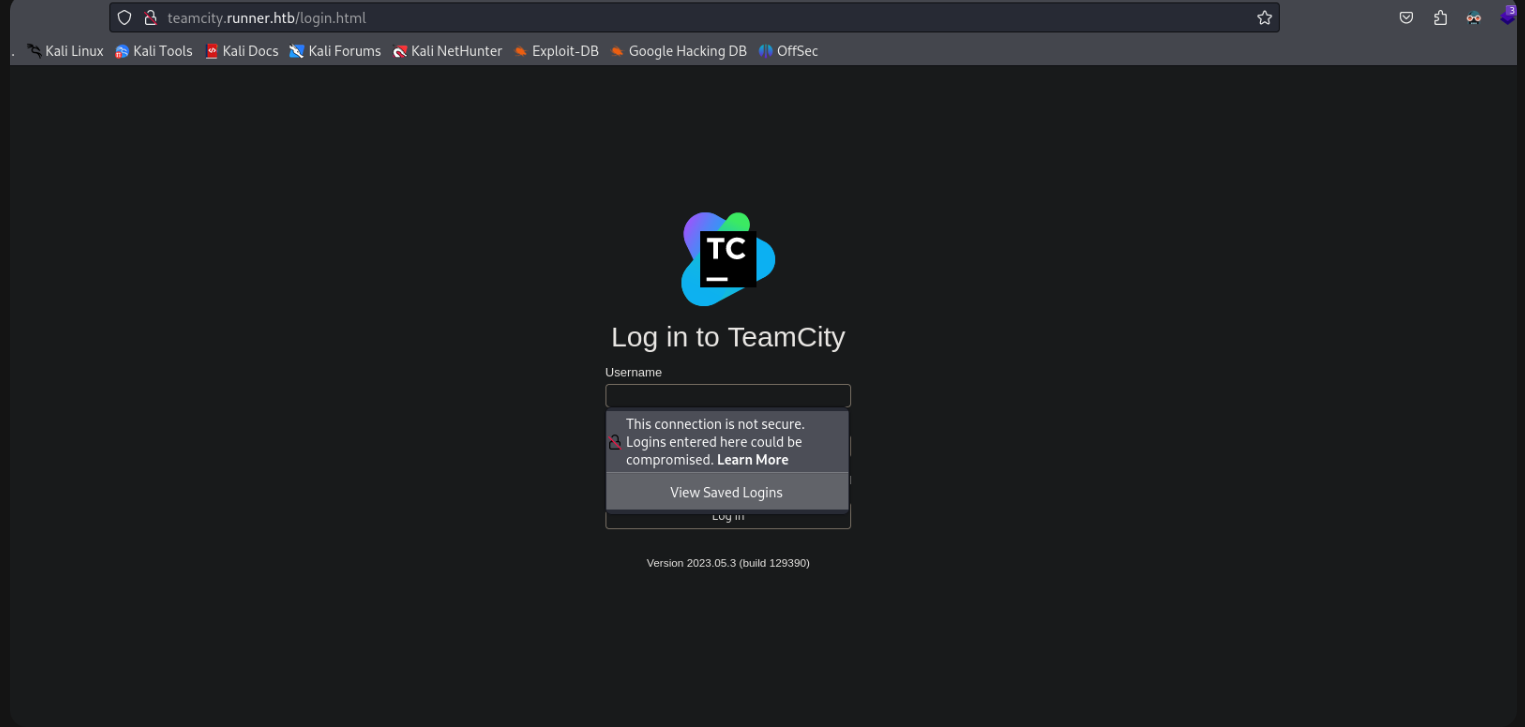 teamcity.runner.htb/login.html
3
Kali Linux Kali Tools Kali Docs Kali Forums Kali NetHunter Exploit-DB Google Hacking DB OffSec
TC
Log in to TeamCity
Username
This connection is not secure.
Logins entered here could be
compromised. Learn More
View Saved Logins
Log in
Version 2023.05.3 (build 129390)